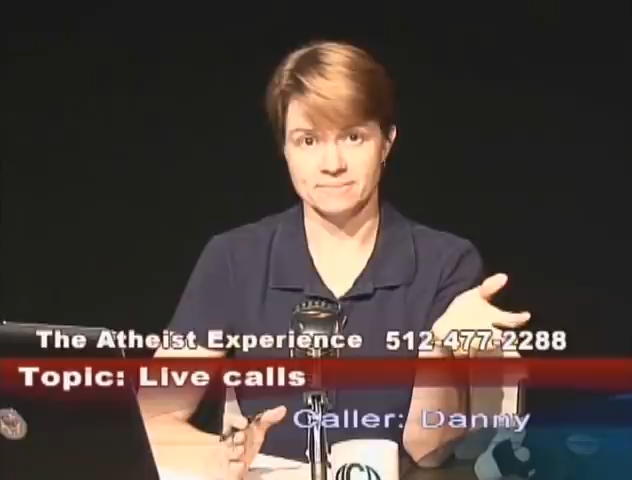 The Atheist Experience 512-477-2288
Topic: Live calls
Caller: Danny